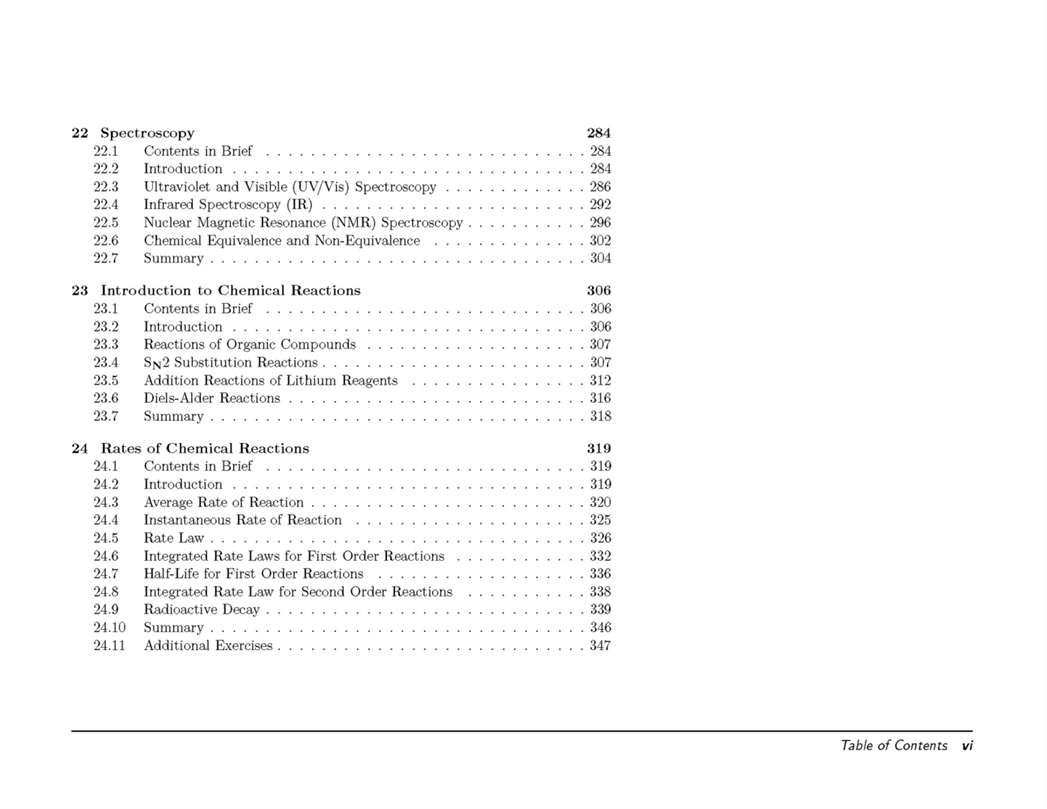 22 Spectroscopy 284
22.1 Contents in Brief . . . . . . . . . . . . . . . . . . . . . . . . . . . . . 284
22.2 Introduction . . . . . . . . . . . . . . . . . . . . . . . . . . . . . . . . 284
22.3 Ultraviolet and Visible (UV/Vis) Spectroscopy . . . . . . . . . . . . . 286
22.4 Infrared Spectroscopy (IR) . . . . . . . . . . . . . . . . . . . . . . . . 292
22.5 Nuclear Magnetic Resonance (NMR) Spectroscopy . . . . . . . . . . . 296
22.6 Chemical Equivalence and Non-Equivalence . . . . . . . . . . . . . . 302
22.7 Summary . . . . . . . . . . . . . . . . . . . . . . . . . . . . . . . . . . 304
23 Introduction to Chemical Reactions 306
23.1 Contents in Brief . . . . . . . . . . . . . . . . . . . . . . . . . . . . . 306
23.2 Introduction . . . . . . . . . . . . . . . . . . . . . . . . . . . . . . . . 306
23.3 Reactions of Organic Compounds . . . . . . . . . . . . . . . . . . . . 307
23.4 SN2 Substitution Reactions . . . . . . . . . . . . . . . . . . . . . . . . 307
23.5 Addition Reactions of Lithium Reagents . . . . . . . . . . . . . . . . 312
23.6 Diels-Alder Reactions . . . . . . . . . . . . . . . . . . . . . . . . . . . 316
23.7 Summary . . . . . . . . . . . . . . . . . . . . . . . . . . . . . . . . . . 318
24 Rates of Chemical Reactions 319
24.1 Contents in Brief . . . . . . . . . . . . . . . . . . . . . . . . . . . . . 319
24.2 Introduction . . . . . . . . . . . . . . . . . . . . . . . . . . . . . . . . 319
24.3 Average Rate of Reaction . . . . . . . . . . . . . . . . . . . . . . . . . 320
24.4 Instantaneous Rate of Reaction . . . . . . . . . . . . . . . . . . . . . 325
24.5 Rate Law . . . . . . . . . . . . . . . . . . . . . . . . . . . . . . . . . . 326
24.6 Integrated Rate Laws for First Order Reactions . . . . . . . . . . . . 332
24.7 Half-Life for First Order Reactions . . . . . . . . . . . . . . . . . . . 336
24.8 Integrated Rate Law for Second Order Reactions . . . . . . . . . . . 338
24.9 Radioactive Decay . . . . . . . . . . . . . . . . . . . . . . . . . . . . . 339
24.10 Summary . . . . . . . . . . . . . . . . . . . . . . . . . . . . . . . . . . 346
24.11 Additional Exercises . . . . . . . . . . . . . . . . . . . . . . . . . . . . 347
Table of Contents vi